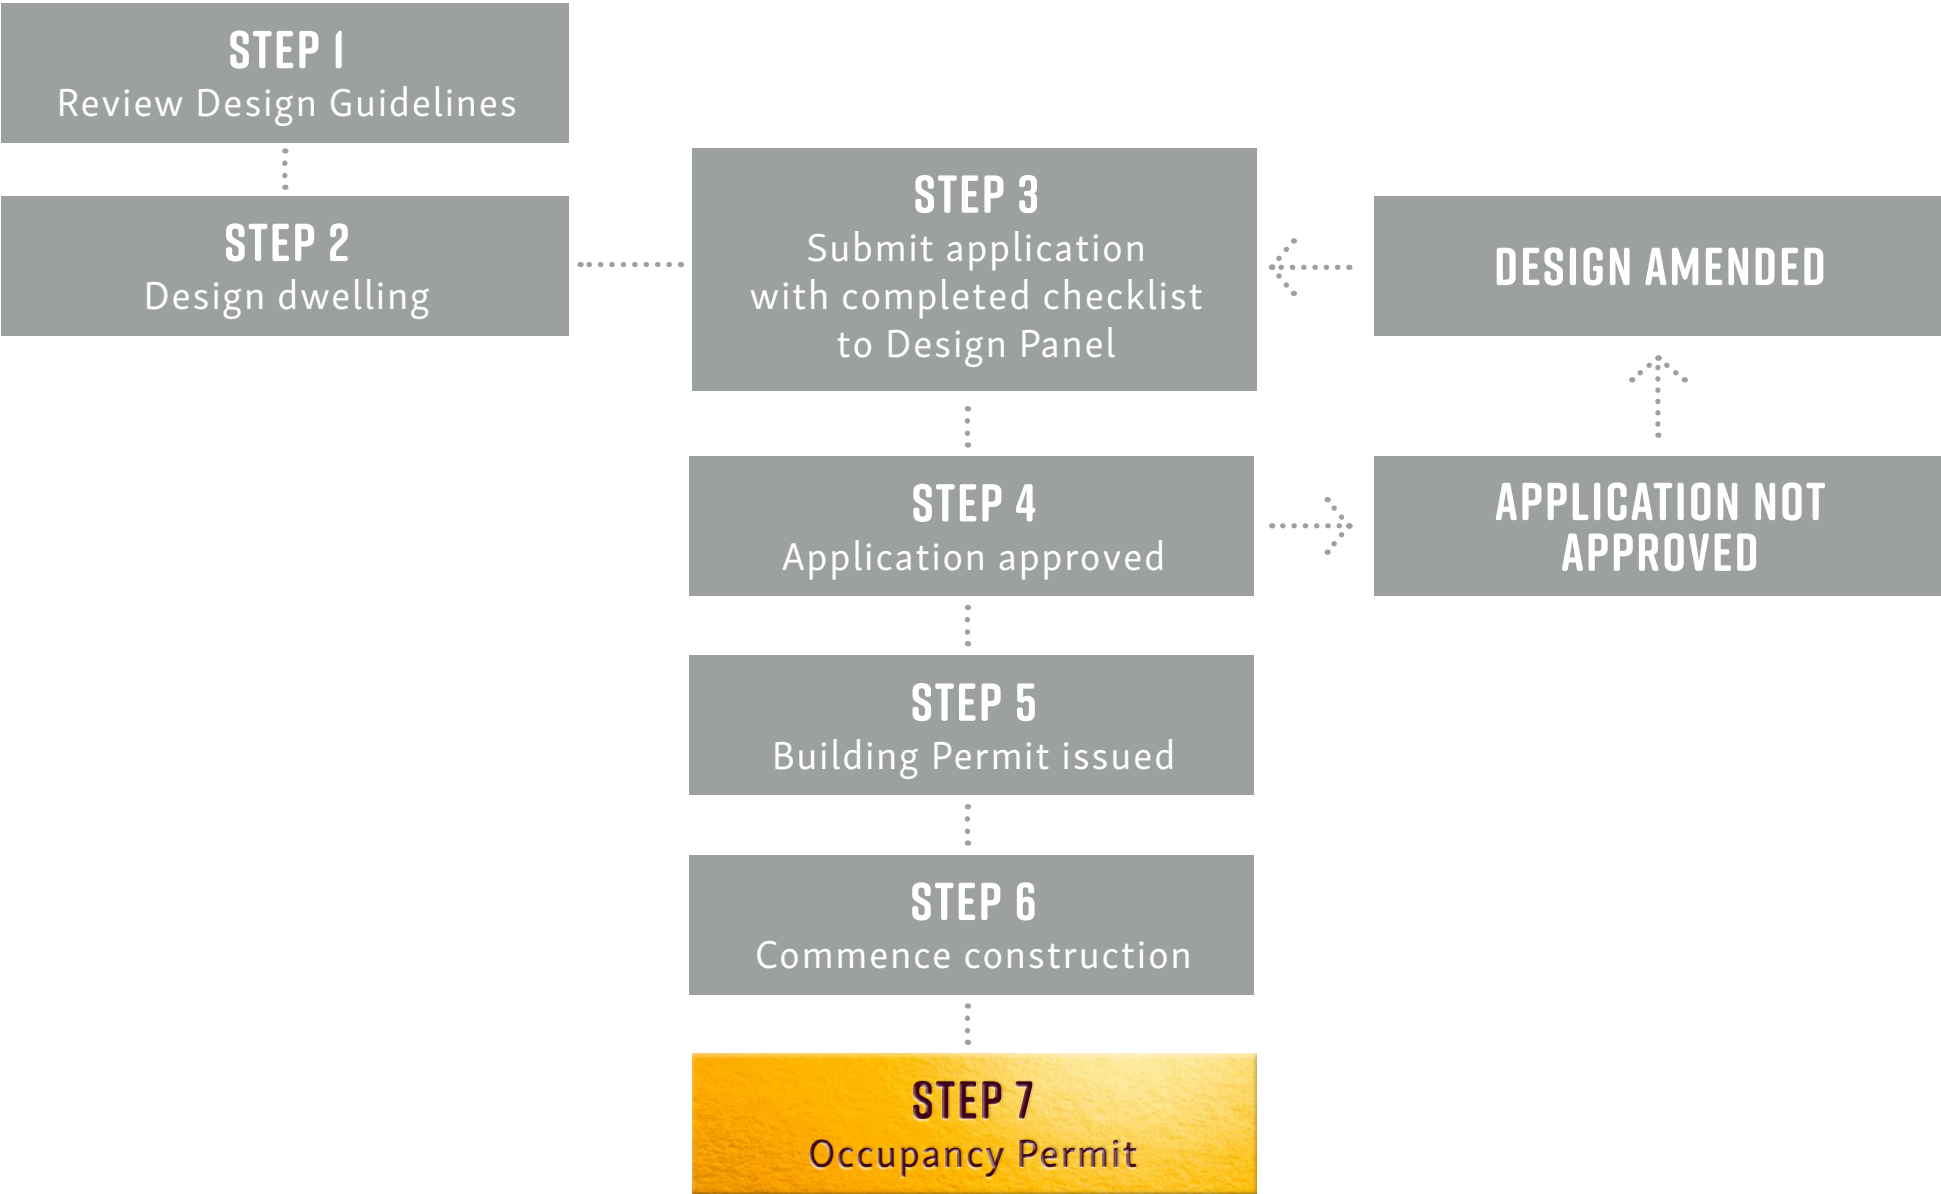 STEP 1
Review Design Guidelines
STEP 2
Design dwelling
STEP 3
Submit application
with completed checklist
to Design Panel
DESIGN AMENDED
STEP 4
Application approved
APPLICATION NOT
APPROVED
STEP 5
Building Permit issued
STEP 6
Commence construction
STEP 7
Occupancy Permit